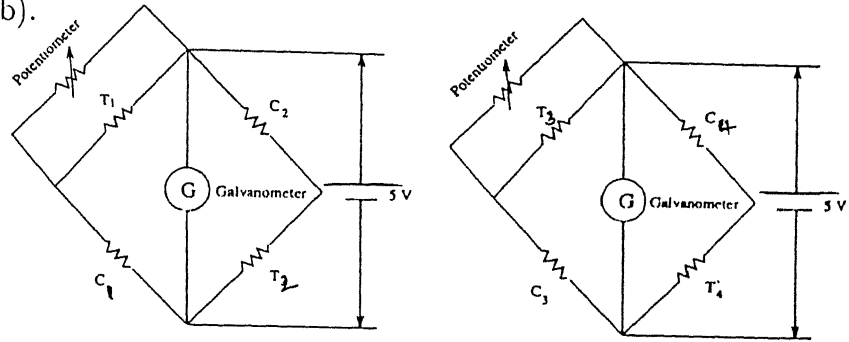 b).
Potentiometer
T1
C2
G
Galvanometer
5 V
C1
T2
Potentiometer
T3
C4
G
Galvanometer
5 V
C3
T4